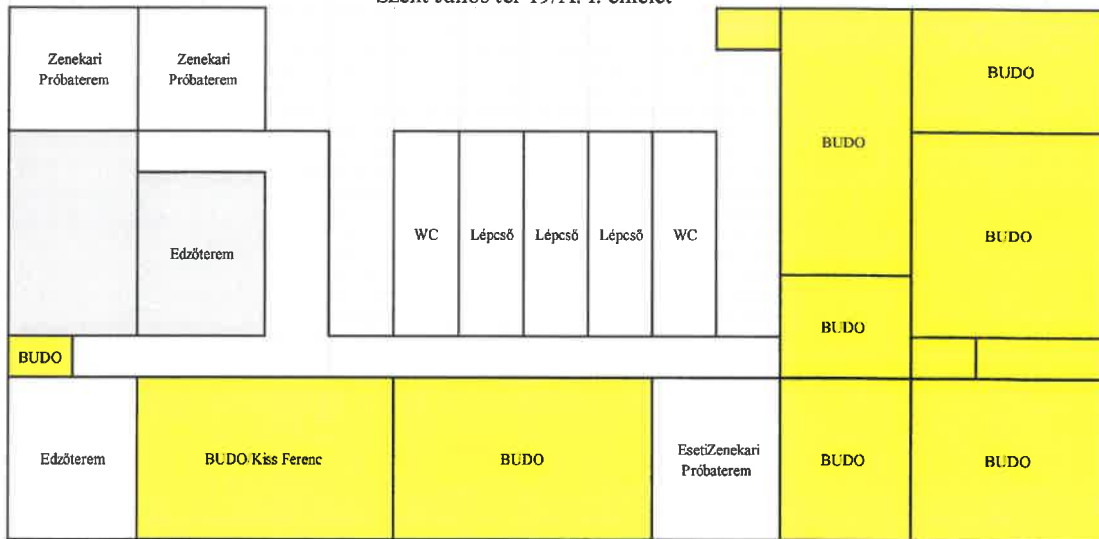 Zenekari
Próbaterem
Zenekari
Próbaterem
BUDO
BUDO
WC
Lépcső
Lépcső
Lépcső
WC
Edzőterem
BUDO
BUDO
BUDO
Edzőterem
BUDO/Kiss Ferenc
BUDO
EsetiZenekari
Próbaterem
BUDO
BUDO